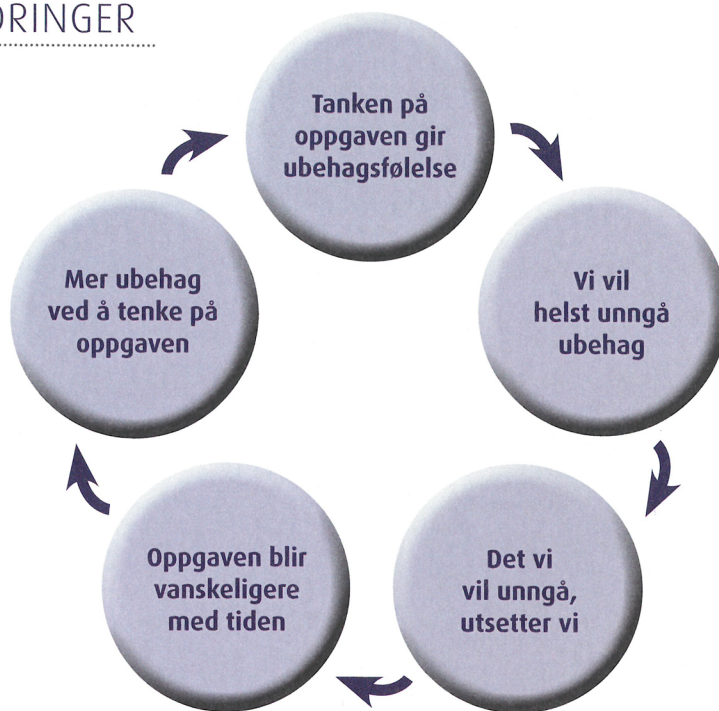 DRINGER
Tanken på
oppgaven gir
ubehagsfølelse
Vi vil
helst unngå
ubehag
Det vi
vil unngå,
utsetter vi
Oppgaven blir
vanskeligere
med tiden
Mer ubehag
ved å tenke på
oppgaven